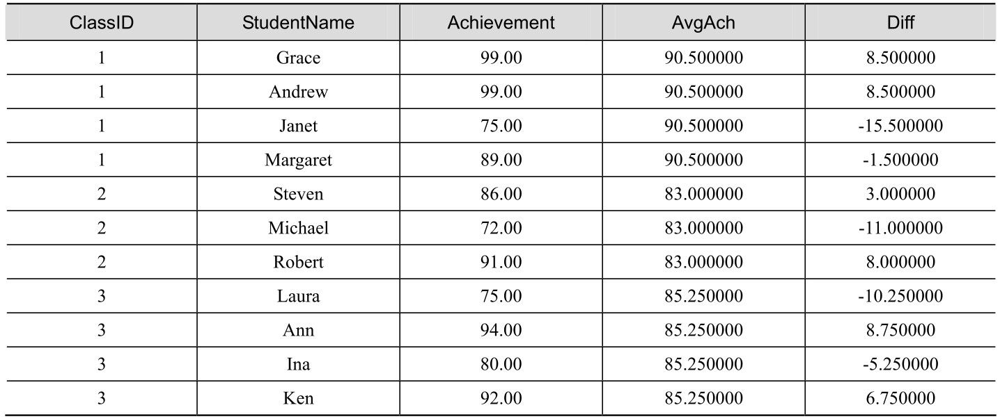 ClassID StudentName Achievement AvgAch Diff
1 Grace 99.00 90.500000 8.500000
1 Andrew 99.00 90.500000 8.500000
1 Janet 75.00 90.500000 -15.500000
1 Margaret 89.00 90.500000 -1.500000
2 Steven 86.00 83.000000 3.000000
2 Michael 72.00 83.000000 -11.000000
2 Robert 91.00 83.000000 8.000000
3 Laura 75.00 85.250000 -10.250000
3 Ann 94.00 85.250000 8.750000
3 Ina 80.00 85.250000 -5.250000
3 Ken 92.00 85.250000 6.750000